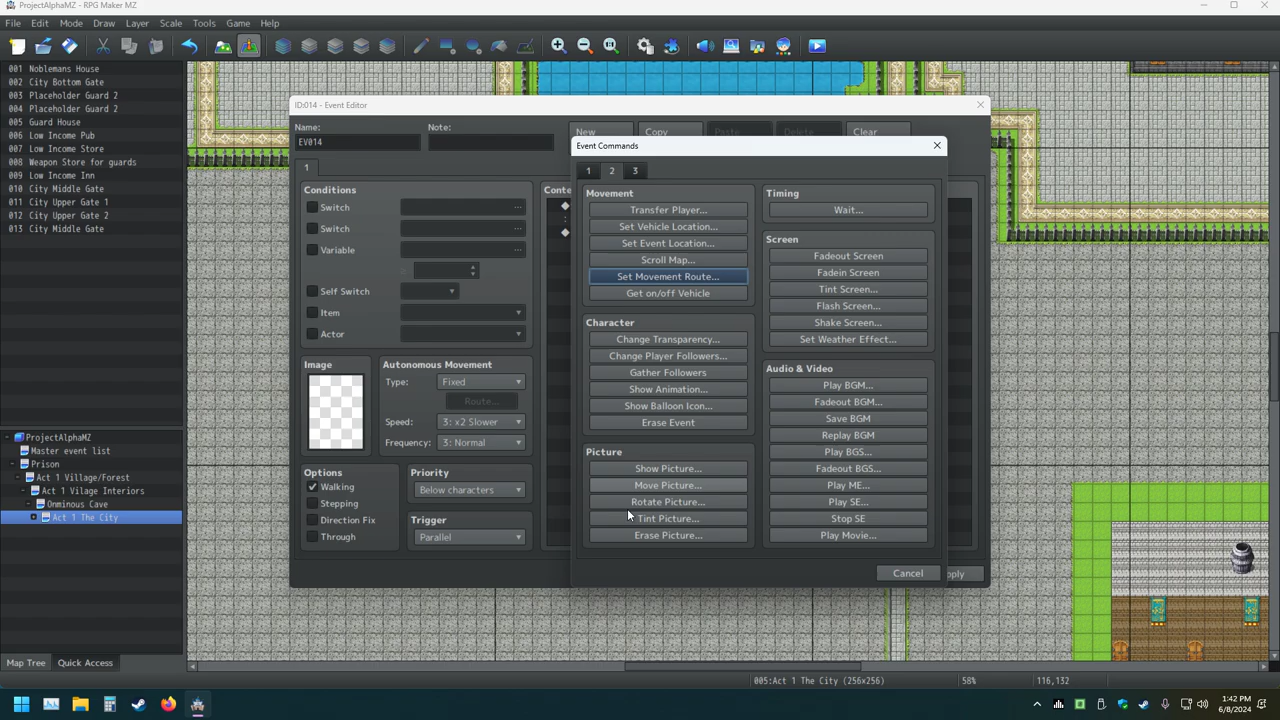 ProjectAlphaMZ - RPG Maker MZ
File Edit Mode Draw Layer Scale Tools Game Help
001 Noblemans House
002 City Bottom Gate
003 Placeholder Guard 2
004 Placeholder Guard 2
005 Guard House
006 Low Income Pub
007 Low Income Store
008 Weapon Store for guards
009 Low Income Inn
010 City Middle Gate
011 City Upper Gate 1
012 City Upper Gate 2
013 City Middle Gate
ProjectAlphaMZ
Master event list
Prison
Act 1 Village/Forest
Act 1 Vilage Interiors
Onminous Cave
Act 1 The City
Map Tree Quick Access
ID:014 - Event Editor
Name:
EV014
Note:
New Copy Paste Delete Clear
1
Conditions
Switch
Switch
Variable
Self Switch
Item
Actor
Image
Autonomous Movement
Type: Fixed
Route...
Speed: 3: x2 Slower
Frequency: 3: Normal
Options
Walking
Stepping
Direction Fix
Through
Priority
Below characters
Trigger
Parallel
Conte
pply
Event Commands
1 2 3
Movement
Transfer Player...
Set Vehicle Location...
Set Event Location...
Scroll Map...
Set Movement Route...
Get on/off Vehicle
Character
Change Transparency...
Change Player Followers...
Gather Followers
Show Animation...
Show Balloon Icon...
Erase Event
Picture
Show Picture...
Move Picture...
Rotate Picture...
Tint Picture...
Erase Picture...
Timing
Wait...
Screen
Fadeout Screen
Fadein Screen
Tint Screen...
Flash Screen...
Shake Screen...
Set Weather Effect...
Audio & Video
Play BGM...
Fadeout BGM...
Save BGM
Replay BGM
Play BGS...
Fadeout BGS...
Play ME...
Play SE...
Stop SE
Play Movie...
Cancel
005:Act 1 The City (256x256) 58% 116,132
1:42 PM
6/8/2024